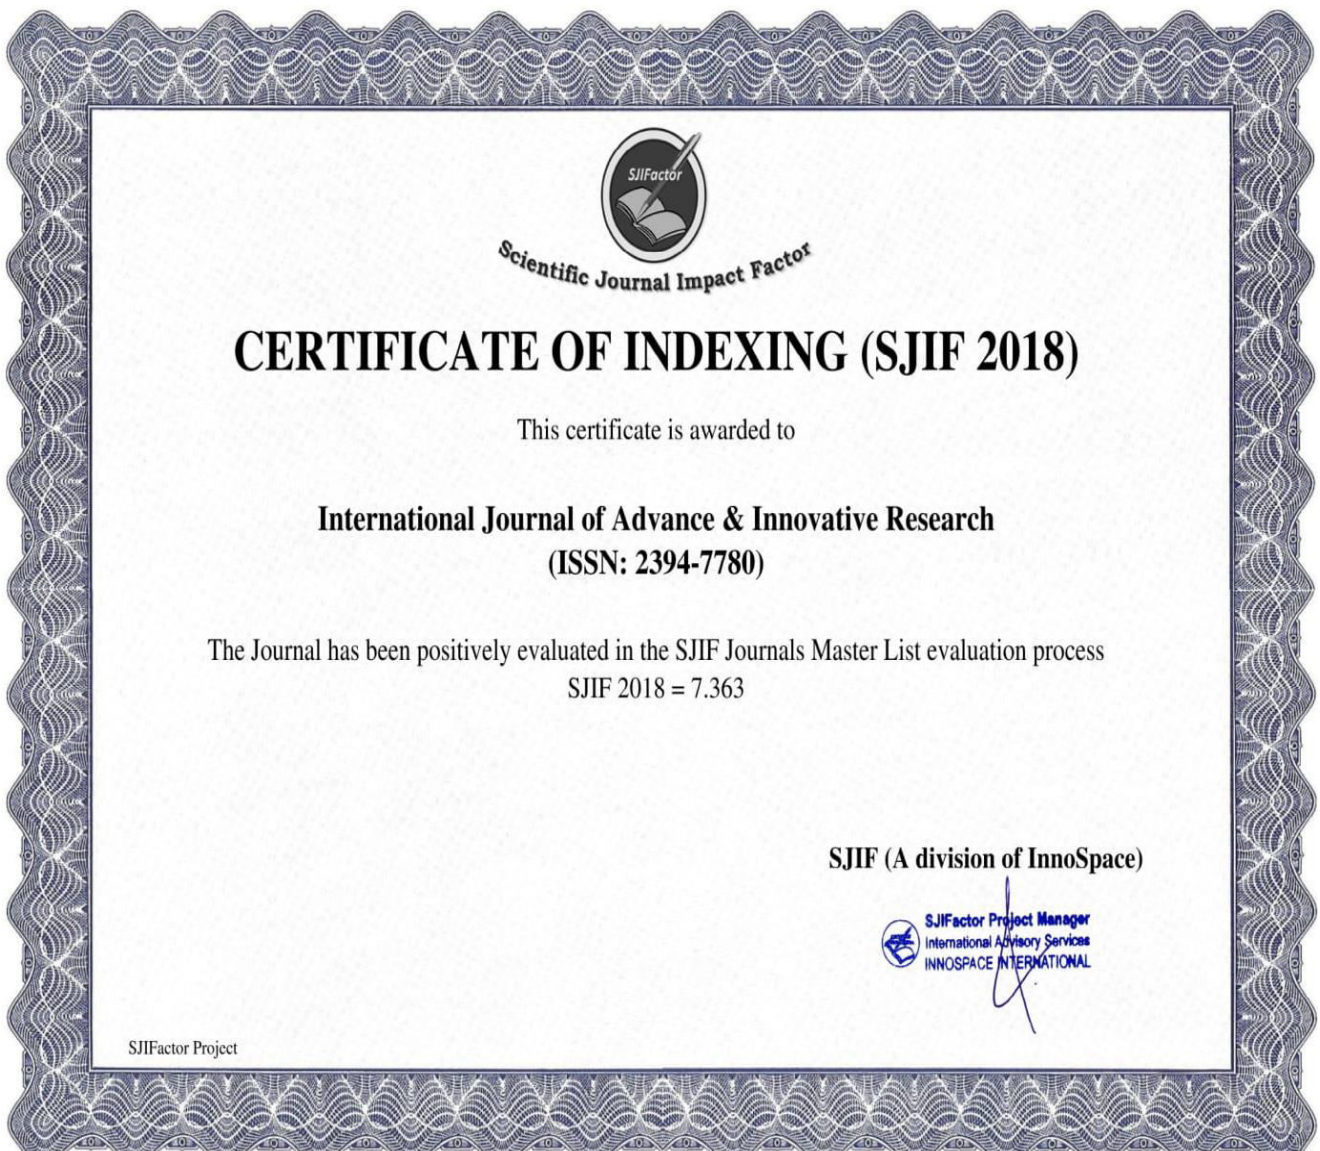 SJIFactor
Scientific Journal Impact Factor
CERTIFICATE OF INDEXING (SJIF 2018)
This certificate is awarded to
International Journal of Advance & Innovative Research
(ISSN: 2394-7780)
The Journal has been positively evaluated in the SJIF Journals Master List evaluation process
SJIF 2018 = 7.363
SJIF (A division of InnoSpace)
SJIFactor Project Manager
International Advisory Services
INNOSPACE INTERNATIONAL
SJIFactor Project